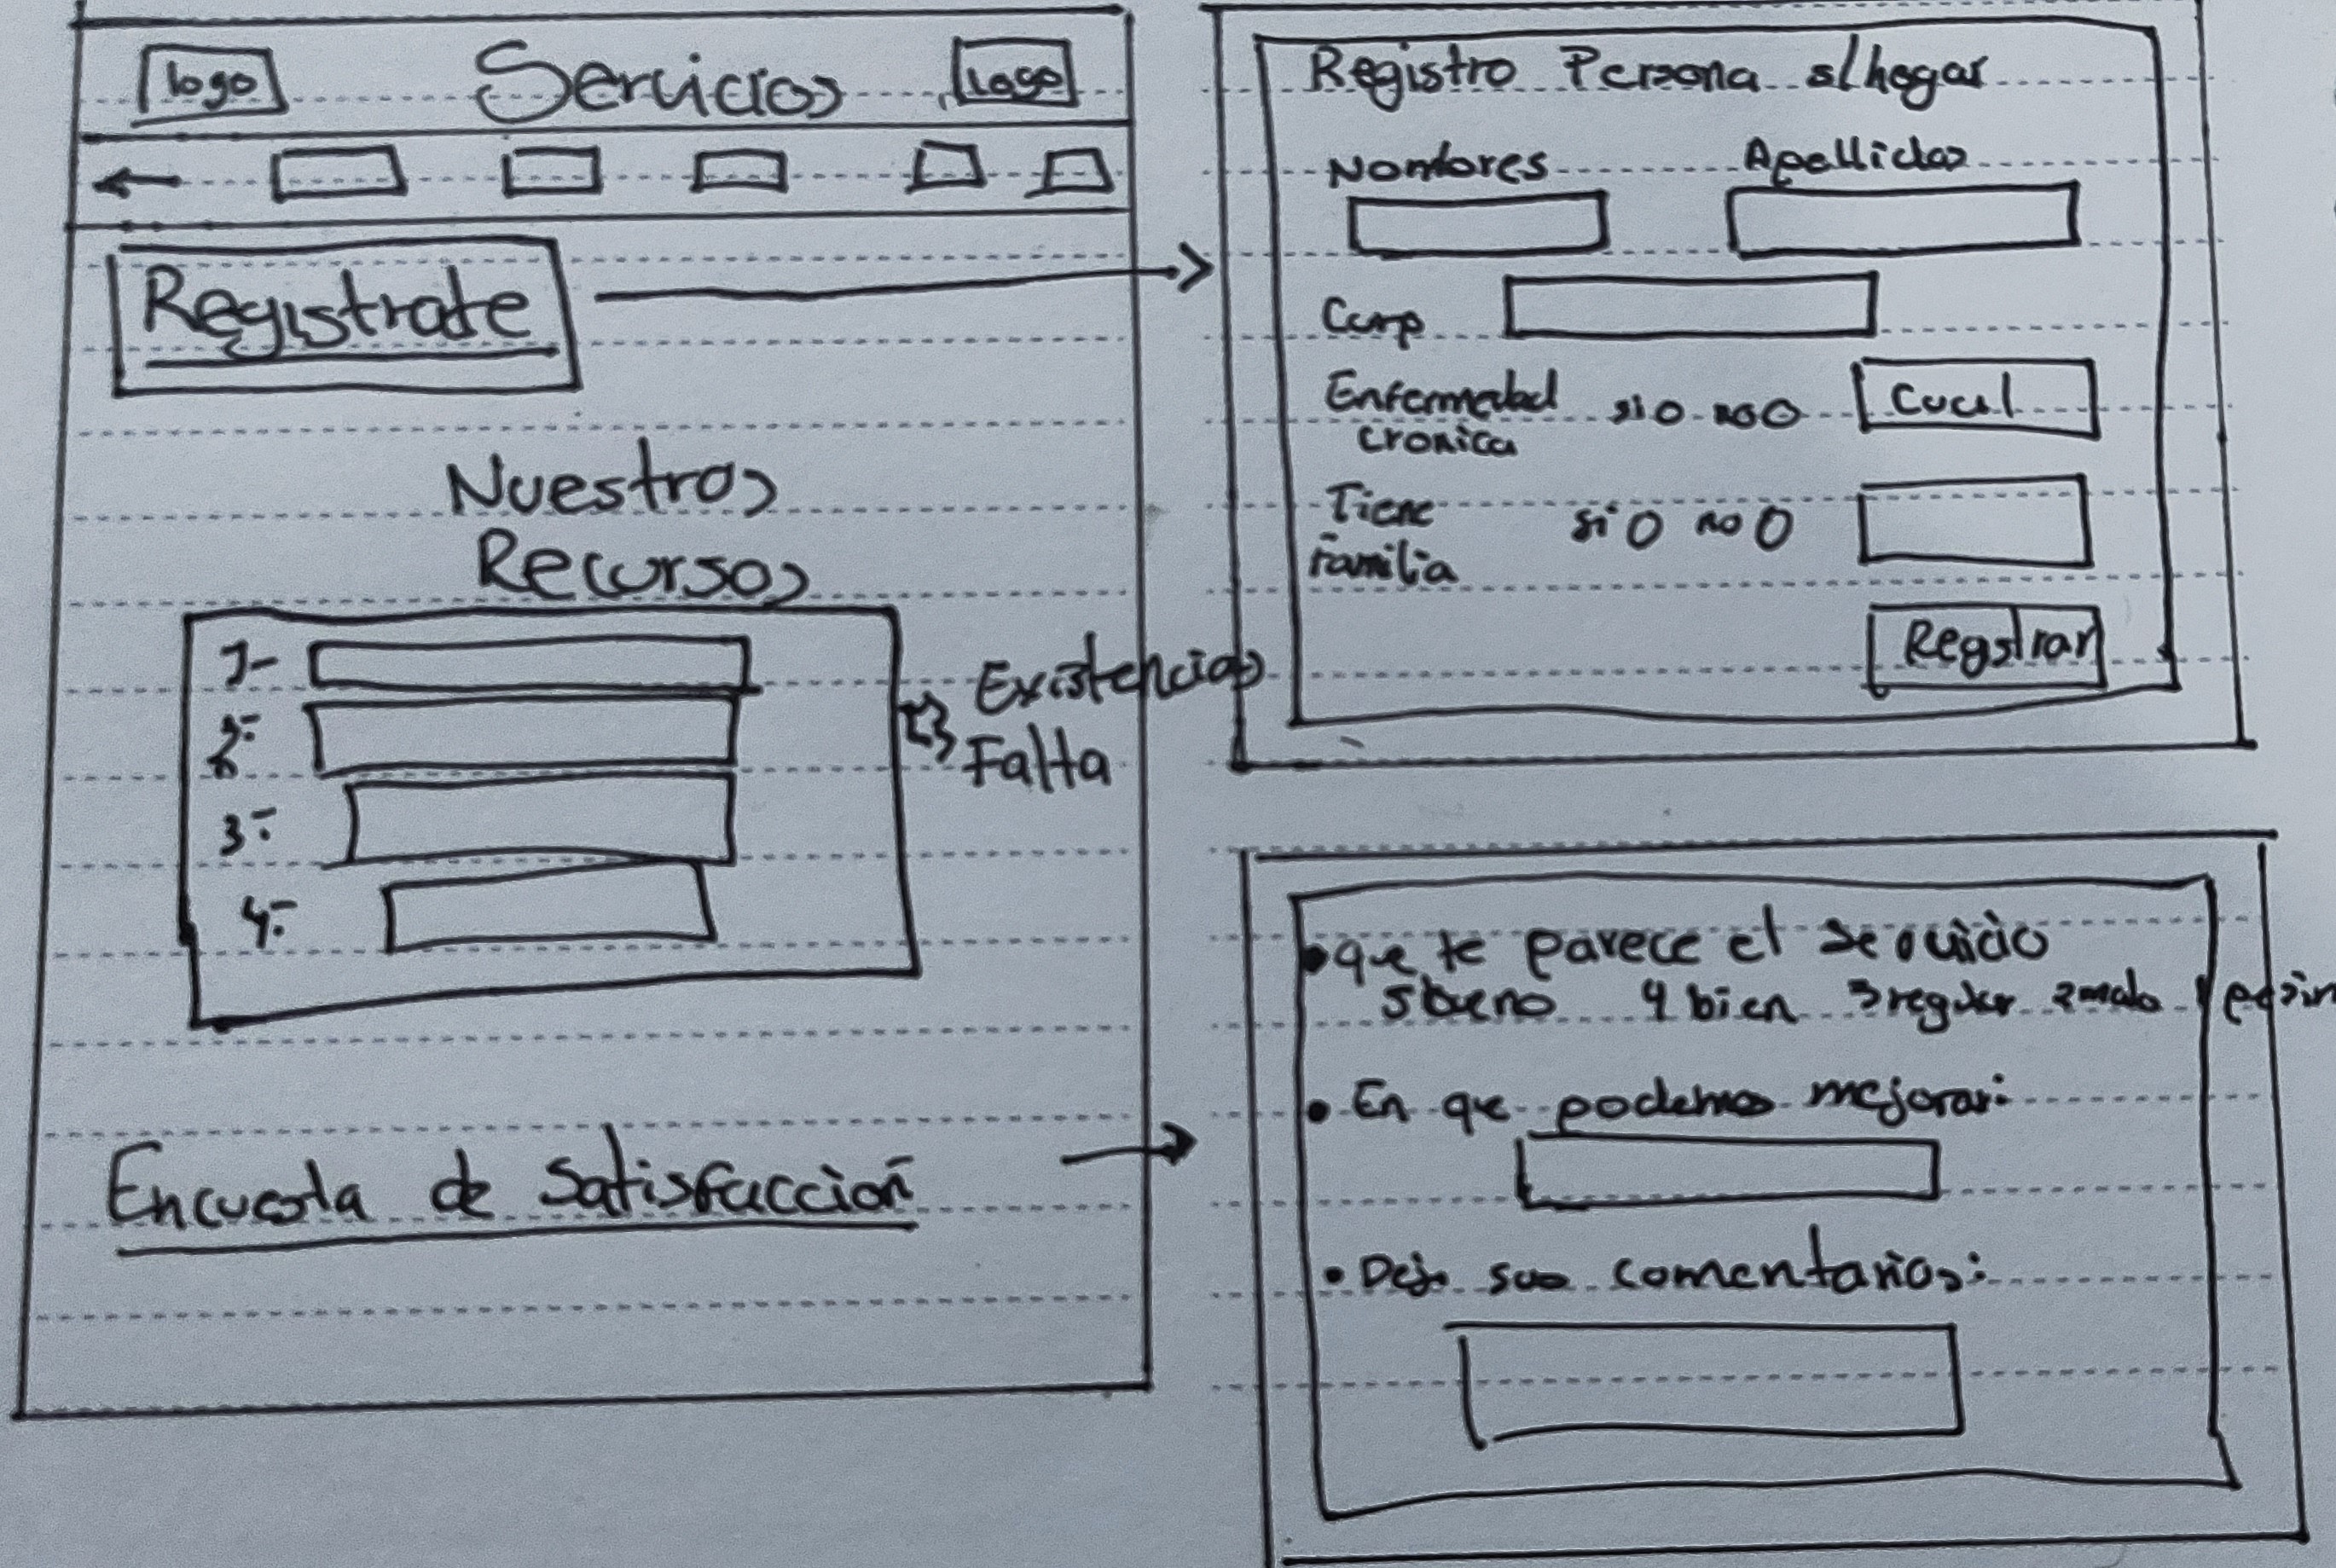 logo Servicios Logo
Registrate
Nuestros
Recursos
1-
2-
3-
4-
Existencias
Falta
Encuesta de Satisfacción
Registro Persona s/hogar
Nombres Apellidos
Curp
Enfermedad si no Cual
cronica
Tiene si no
Familia
Registrar
• que te parece el servicio
5 bueno 4 bien 3 regular 2 malo 1
• En que podemos mejorar:
• Deje sus comentarios: